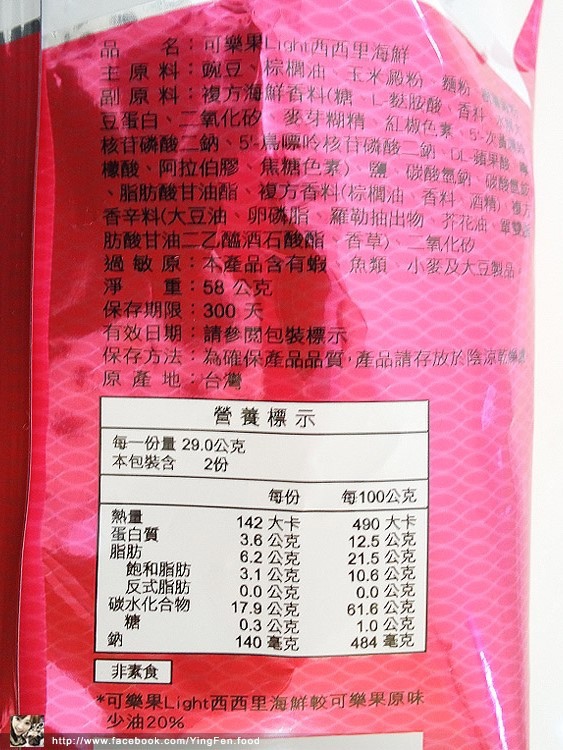 品 名：可樂果Light西西里海鮮
主原料：豌豆、棕櫚油、玉米澱粉、麵粉
副原料：複方海鮮香料(糖、L-麩胺酸、香料、
豆蛋白、二氧化矽、麥芽糊精、紅椒色素、5'-次黃
核苷磷酸二鈉、5'-鳥嘌呤核苷磷酸二鈉、DL-蘋果酸、
檬酸、阿拉伯膠、焦糖色素)、鹽、碳酸氫鈉、碳酸氫銨
、脂肪酸甘油酯、複方香料(棕櫚油、香料、酒精)、複方
香辛料(大豆油、卵磷脂、羅勒抽出物、芥花油、單雙
肪酸甘油二乙醯酒石酸酯、香草)、二氧化矽
過敏原：本產品含有蝦、魚類、小麥及大豆製品
淨 重：58 公克
保存期限：300 天
有效日期：請參閱包裝標示
保存方法：為確保產品品質，產品請存放於陰涼乾燥
原產地：台灣
營養標示
每一份量 29.0公克
本包裝含 2份
每份 每100公克
熱量 142 大卡 490 大卡
蛋白質 3.6 公克 12.5 公克
脂肪 6.2 公克 21.5 公克
飽和脂肪 3.1 公克 10.6 公克
反式脂肪 0.0 公克 0.0 公克
碳水化合物 17.9 公克 61.6 公克
糖 0.3 公克 1.0 公克
鈉 140 毫克 484 毫克
非素食
*可樂果Light西西里海鮮較可樂果原味
少油20%
http://www.facebook.com/YingFen.food